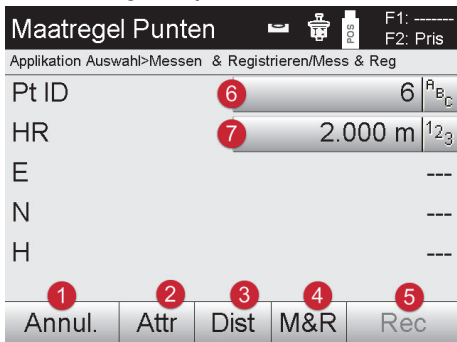 Maatregel Punten POS F1: -------
F2: Pris
Applikation Auswahl>Messen & Registrieren/Mess & Reg
Pt ID 6 6 ABC
HR 7 2.000 m 123
E ---
N ---
H ---
1 2 3 4 5
Annul. Attr Dist M&R Rec